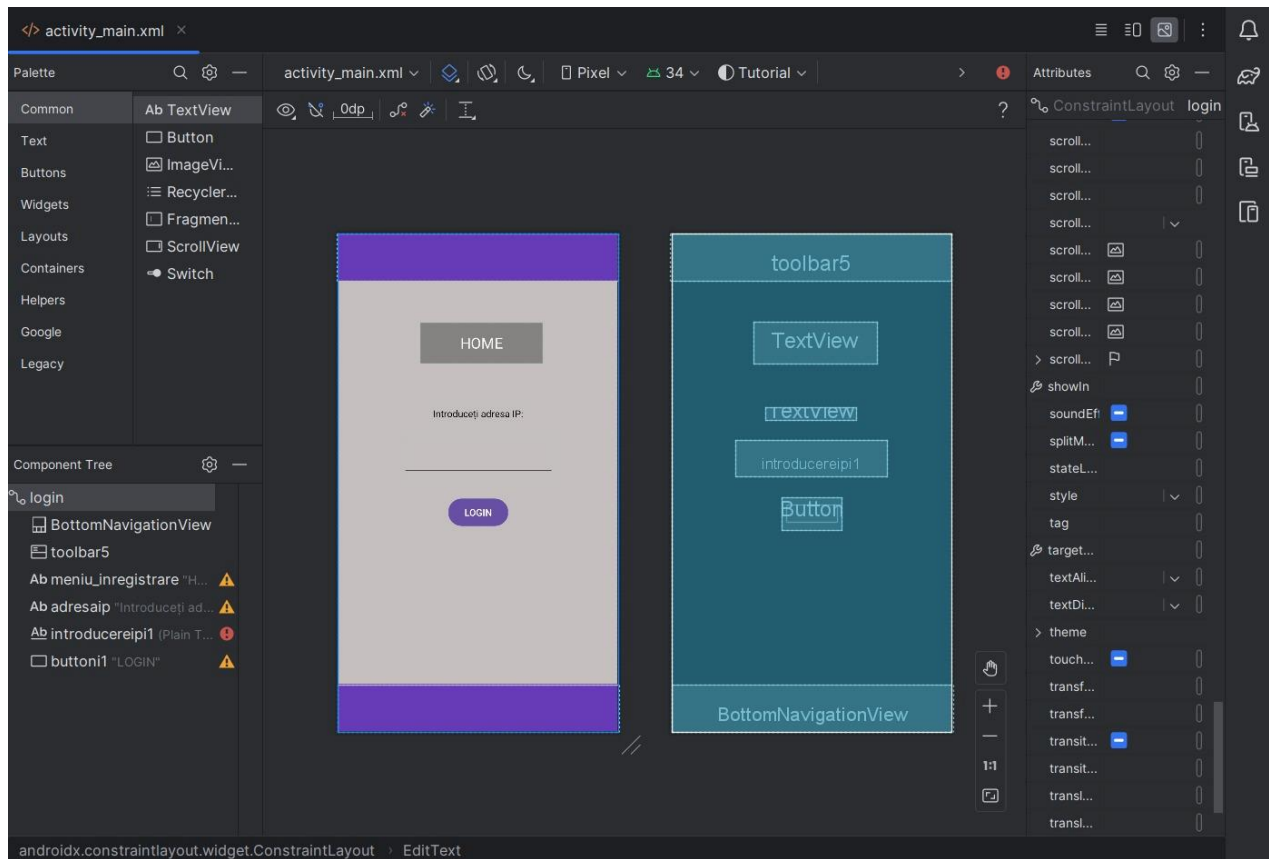 </> activity_main.xml ×
Palette
activity_main.xml
Pixel
34
Tutorial
Attributes
Common
Text
Buttons
Widgets
Layouts
Containers
Helpers
Google
Legacy
Ab TextView
Button
ImageVi...
Recycler...
Fragmen...
ScrollView
Switch
0dp
?
ConstraintLayout login
HOME
Introduceți adresa IP:
LOGIN
toolbar5
TextView
TextView
introducereipi1
Button
BottomNavigationView
Component Tree
login
BottomNavigationView
toolbar5
Ab meniu_inregistrare "H...
Ab adresaip "Introduceți ad...
Ab introducereipi1 (Plain T...
buttoni1 "LOGIN"
1:1
scroll...
scroll...
scroll...
scroll...
scroll...
scroll...
scroll...
scroll...
> scroll...
showIn
soundEff
splitM...
stateL...
style
tag
target...
textAli...
textDi...
> theme
touch...
transf...
transf...
transit...
transit...
transl...
transl...
androidx.constraintlayout.widget.ConstraintLayout > EditText